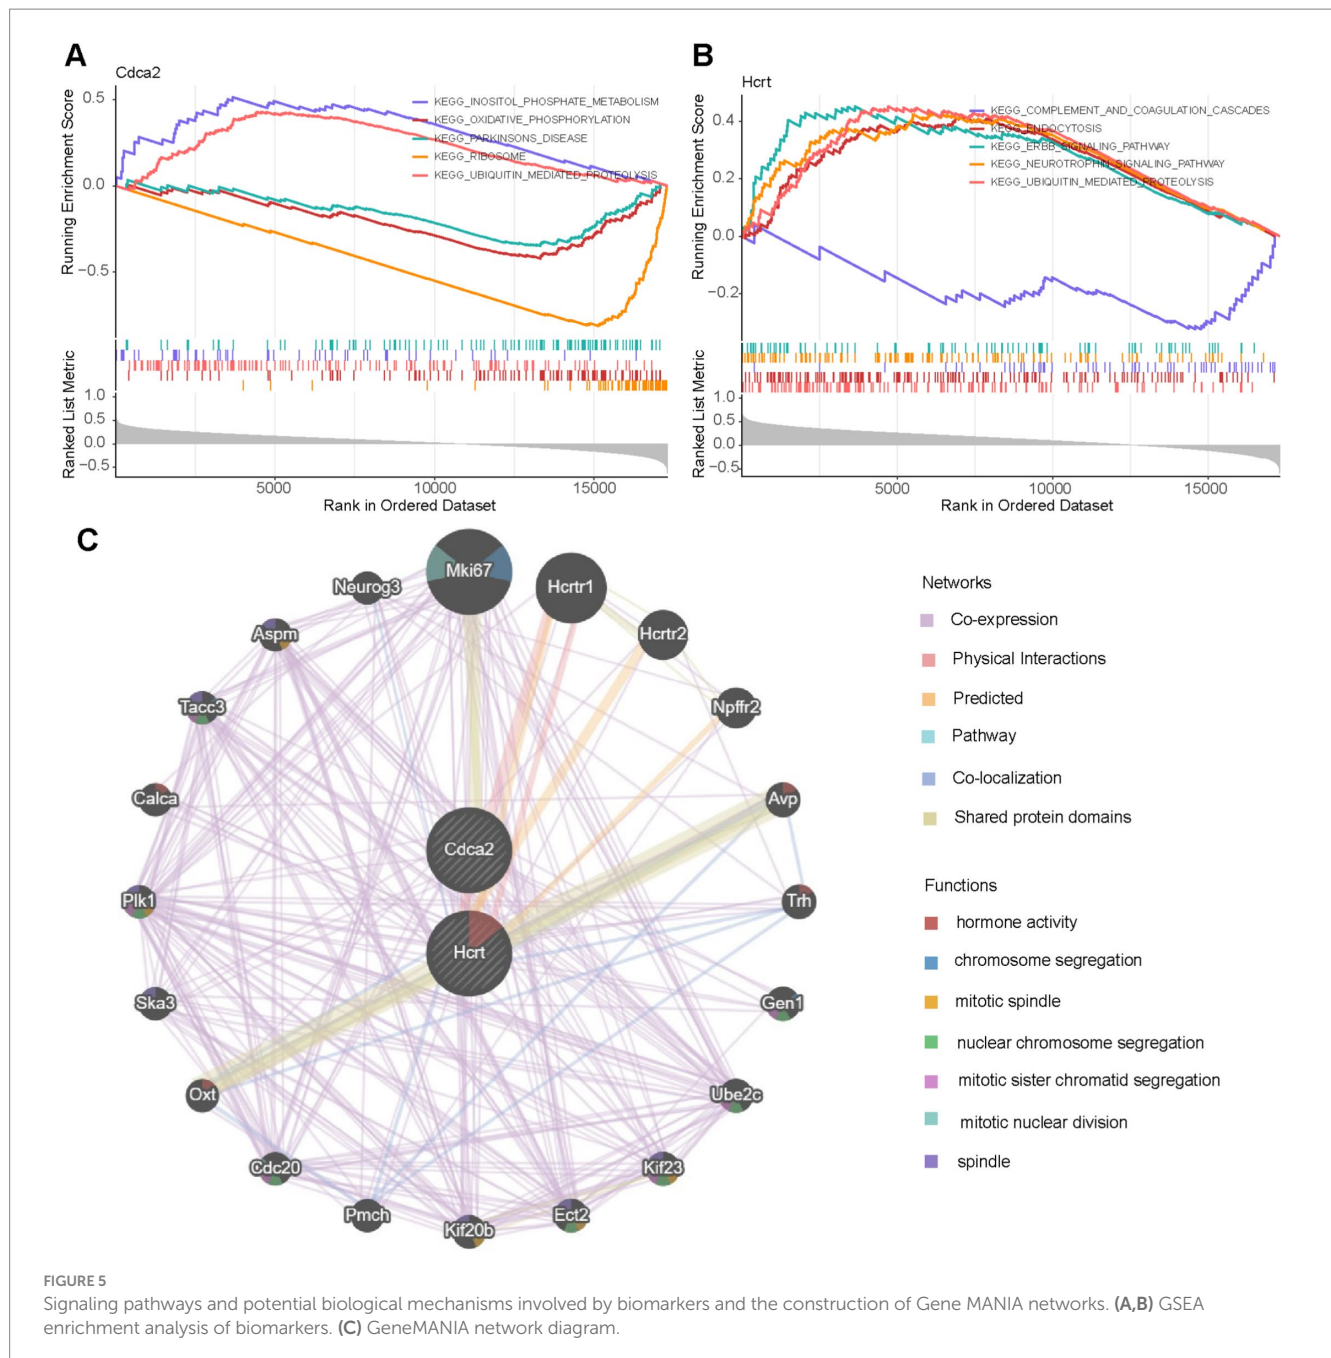 A
Cdca2
Running Enrichment Score
0.5
0.0
−0.5
KEGG_INOSITOL_PHOSPHATE_METABOLISM
KEGG_OXIDATIVE_PHOSPHORYLATION
KEGG_PARKINSONS_DISEASE
KEGG_RIBOSOME
KEGG_UBIQUITIN_MEDIATED_PROTEOLYSIS
Ranked List Metric
1.0
0.5
0.0
−0.5
5000
10000
15000
Rank in Ordered Dataset
B
Hcrt
Running Enrichment Score
0.4
0.2
0.0
−0.2
KEGG_COMPLEMENT_AND_COAGULATION_CASCADES
KEGG_ENDOCYTOSIS
KEGG_ERBB_SIGNALING_PATHWAY
KEGG_NEUROTROPHIN_SIGNALING_PATHWAY
KEGG_UBIQUITIN_MEDIATED_PROTEOLYSIS
Ranked List Metric
1.0
0.5
0.0
−0.5
5000
10000
15000
Rank in Ordered Dataset
C
Mki67
Hcrtr1
Neurog3
Hcrtr2
Aspm
Tacc3
Npffr2
Calca
Avp
Cdca2
Plk1
Trh
Hcrt
Ska3
Gen1
Oxt
Ube2c
Cdc20
Kif23
Pmch
Ect2
Kif20b
Networks
Co-expression
Physical Interactions
Predicted
Pathway
Co-localization
Shared protein domains
Functions
hormone activity
chromosome segregation
mitotic spindle
nuclear chromosome segregation
mitotic sister chromatid segregation
mitotic nuclear division
spindle
FIGURE 5
Signaling pathways and potential biological mechanisms involved by biomarkers and the construction of Gene MANIA networks. (A,B) GSEA
enrichment analysis of biomarkers. (C) GeneMANIA network diagram.